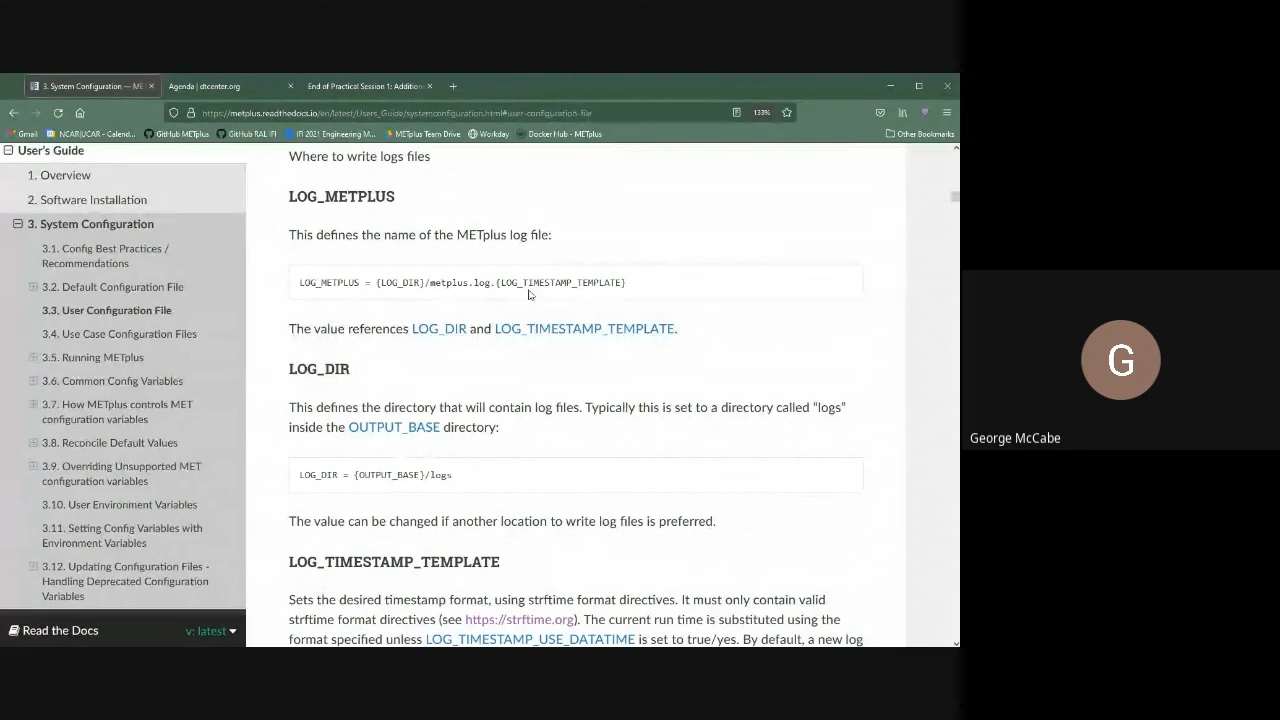 3. System Configuration — ME
Agenda | dtcenter.org
End of Practical Session 1: Addition
https://metplus.readthedocs.io/en/latest/Users_Guide/systemconfiguration.html#user-configuration-file
133%
Gmail
NCAR|UCAR - Calend...
GitHub METplus
GitHub RAL IFI
IFI 2021 Engineering M...
METplus Team Drive
Workday
Docker Hub - METplus
Other Bookmarks
User's Guide
1. Overview
2. Software Installation
3. System Configuration
3.1. Config Best Practices /
Recommendations
3.2. Default Configuration File
3.3. User Configuration File
3.4. Use Case Configuration Files
3.5. Running METplus
3.6. Common Config Variables
3.7. How METplus controls MET
configuration variables
3.8. Reconcile Default Values
3.9. Overriding Unsupported MET
configuration variables
3.10. User Environment Variables
3.11. Setting Config Variables with
Environment Variables
3.12. Updating Configuration Files -
Handling Deprecated Configuration
Variables
Read the Docs
v: latest
Where to write logs files
LOG_METPLUS
This defines the name of the METplus log file:
LOG_METPLUS = {LOG_DIR}/metplus.log.{LOG_TIMESTAMP_TEMPLATE}
The value references LOG_DIR and LOG_TIMESTAMP_TEMPLATE.
LOG_DIR
This defines the directory that will contain log files. Typically this is set to a directory called “logs”
inside the OUTPUT_BASE directory:
LOG_DIR = {OUTPUT_BASE}/logs
The value can be changed if another location to write log files is preferred.
LOG_TIMESTAMP_TEMPLATE
Sets the desired timestamp format, using strftime format directives. It must only contain valid
strftime format directives (see https://strftime.org). The current run time is substituted using the
format specified unless LOG_TIMESTAMP_USE_DATATIME is set to true/yes. By default, a new log
G
George McCabe